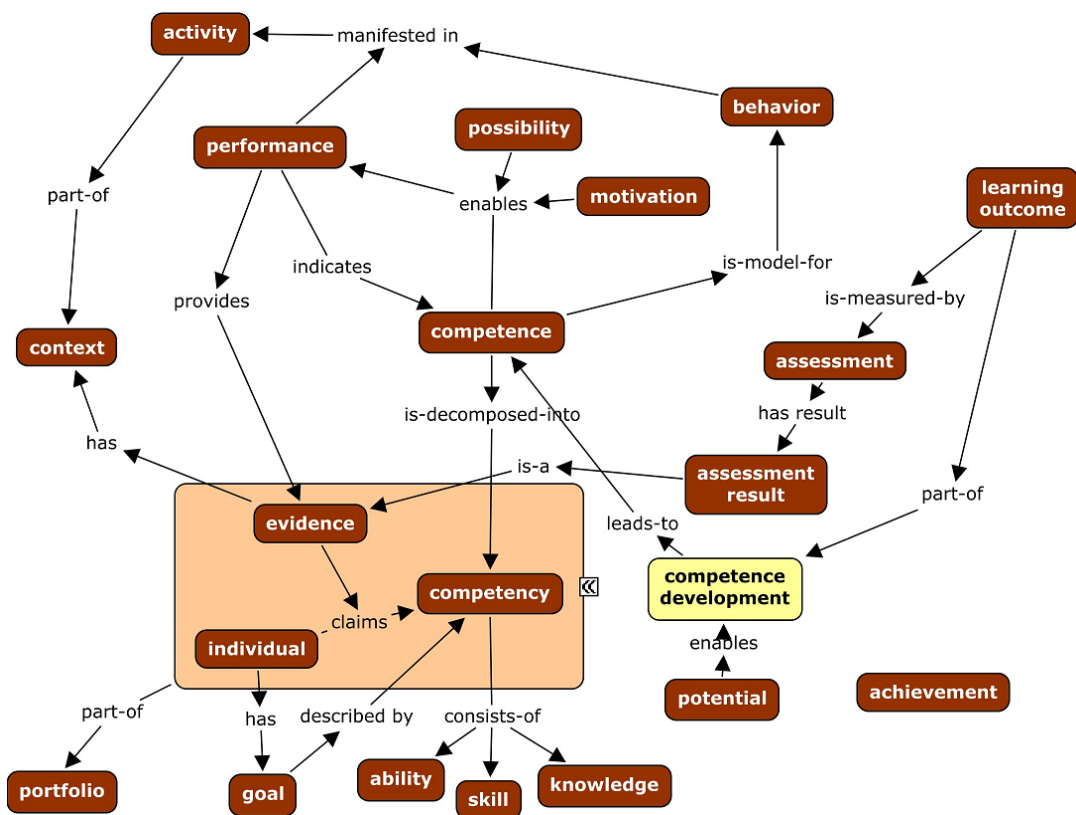 activity
manifested in
behavior
possibility
performance
motivation
learning
outcome
part-of
enables
indicates
is-model-for
provides
is-measured-by
competence
context
assessment
is-decomposed-into
has result
has
is-a
assessment
result
part-of
evidence
leads-to
competence
development
competency
claims
individual
enables
potential
achievement
part-of
has
described by
consists-of
portfolio
goal
ability
skill
knowledge